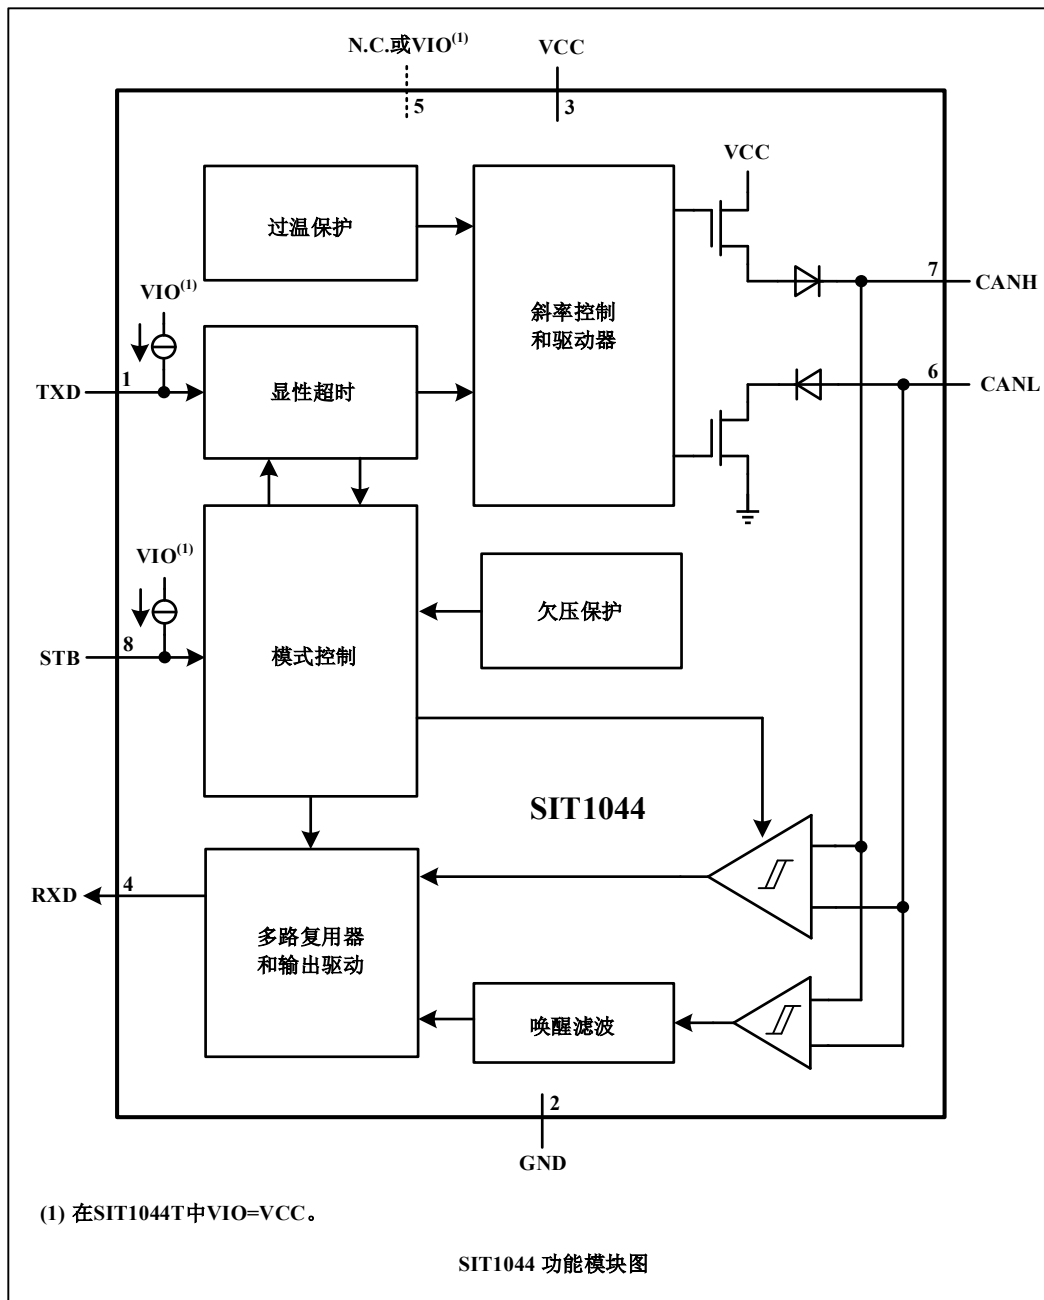 N.C.或VIO(1)
VCC
5
3
VCC
过温保护
7
CANH
VIO(1)
斜率控制
和驱动器
TXD
1
显性超时
6
CANL
VIO(1)
欠压保护
STB
8
模式控制
SIT1044
RXD
4
多路复用器
和输出驱动
唤醒滤波
2
GND
(1) 在SIT1044T中VIO=VCC。
SIT1044 功能模块图